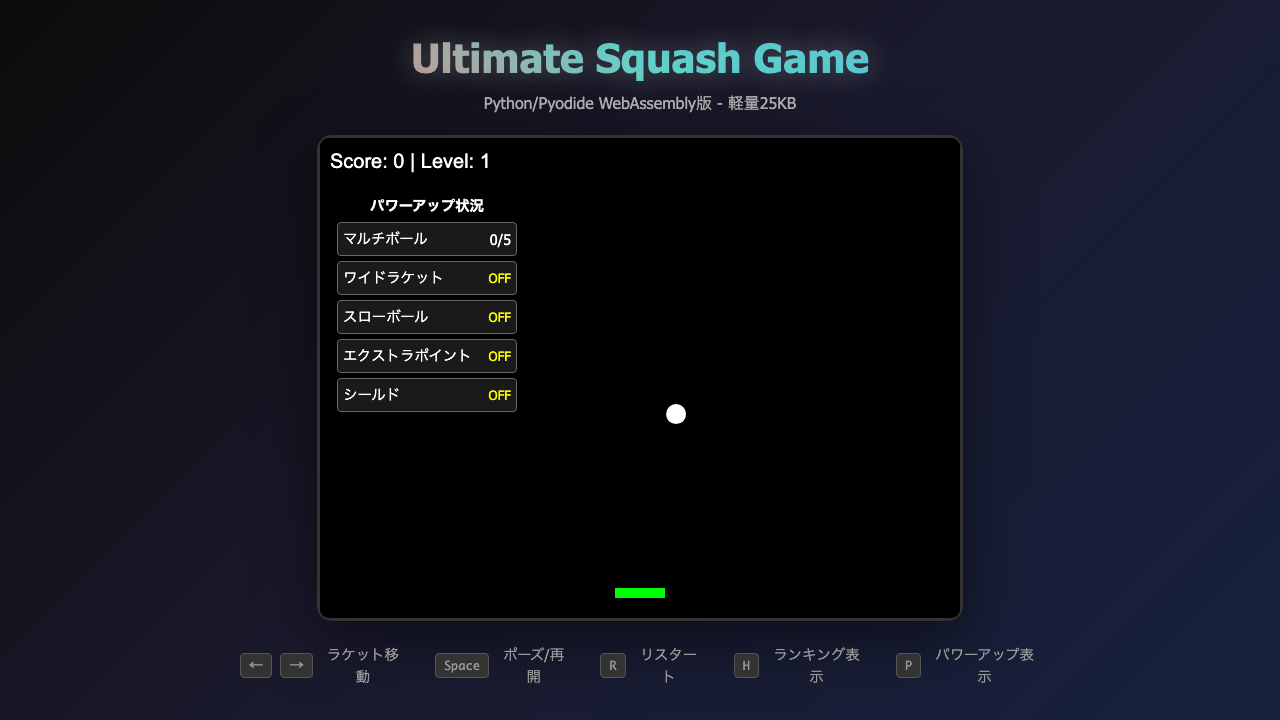 Ultimate Squash Game
Python/Pyodide WebAssembly版 - 軽量25KB
Score: 0 | Level: 1
パワーアップ状況
マルチボール 0/5
ワイドラケット OFF
スローボール OFF
エクストラポイント OFF
シールド OFF
← → ラケット移動
Space ポーズ/再開
R リスタート
H ランキング表示
P パワーアップ表示